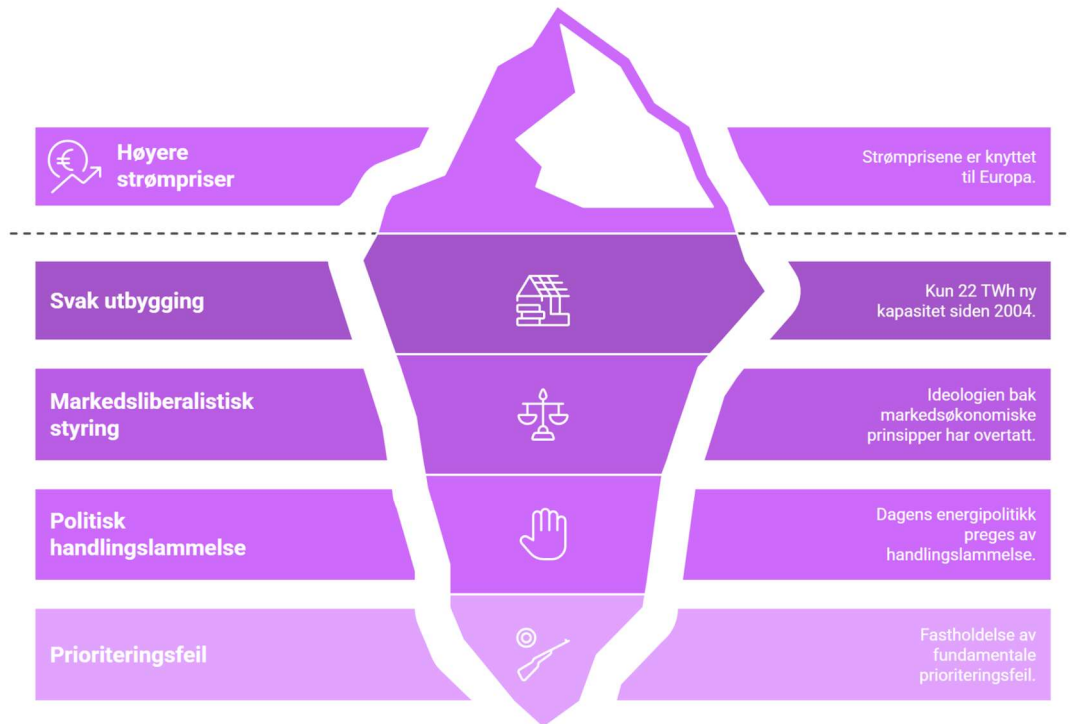 Høyere
strømpriser
Strømprisene er knyttet
til Europa.
Svak utbygging
Kun 22 TWh ny
kapasitet siden 2004.
Markedsliberalistisk
styring
Ideologien bak
markedsøkonomiske
prinsipper har overtatt.
Politisk
handlingslammelse
Dagens energipolitikk
preges av
handlingslammelse.
Prioriteringsfeil
Fastholdelse av
fundamentale
prioriteringsfeil.